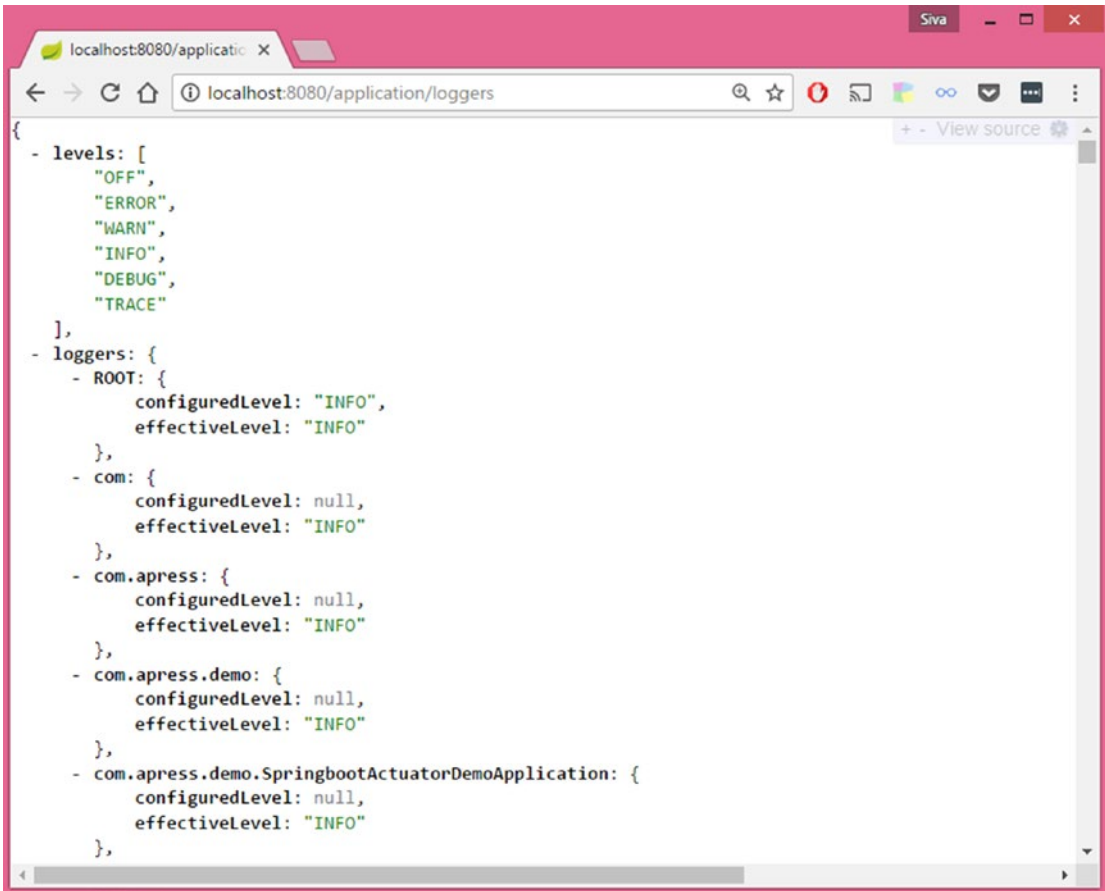 Siva
localhost:8080/applicatic
localhost:8080/application/loggers
+ - View source
{
- levels: [
"OFF",
"ERROR",
"WARN",
"INFO",
"DEBUG",
"TRACE"
],
- loggers: {
- ROOT: {
configuredLevel: "INFO",
effectiveLevel: "INFO"
},
- com: {
configuredLevel: null,
effectiveLevel: "INFO"
},
- com.apress: {
configuredLevel: null,
effectiveLevel: "INFO"
},
- com.apress.demo: {
configuredLevel: null,
effectiveLevel: "INFO"
},
- com.apress.demo.SpringbootActuatorDemoApplication: {
configuredLevel: null,
effectiveLevel: "INFO"
},